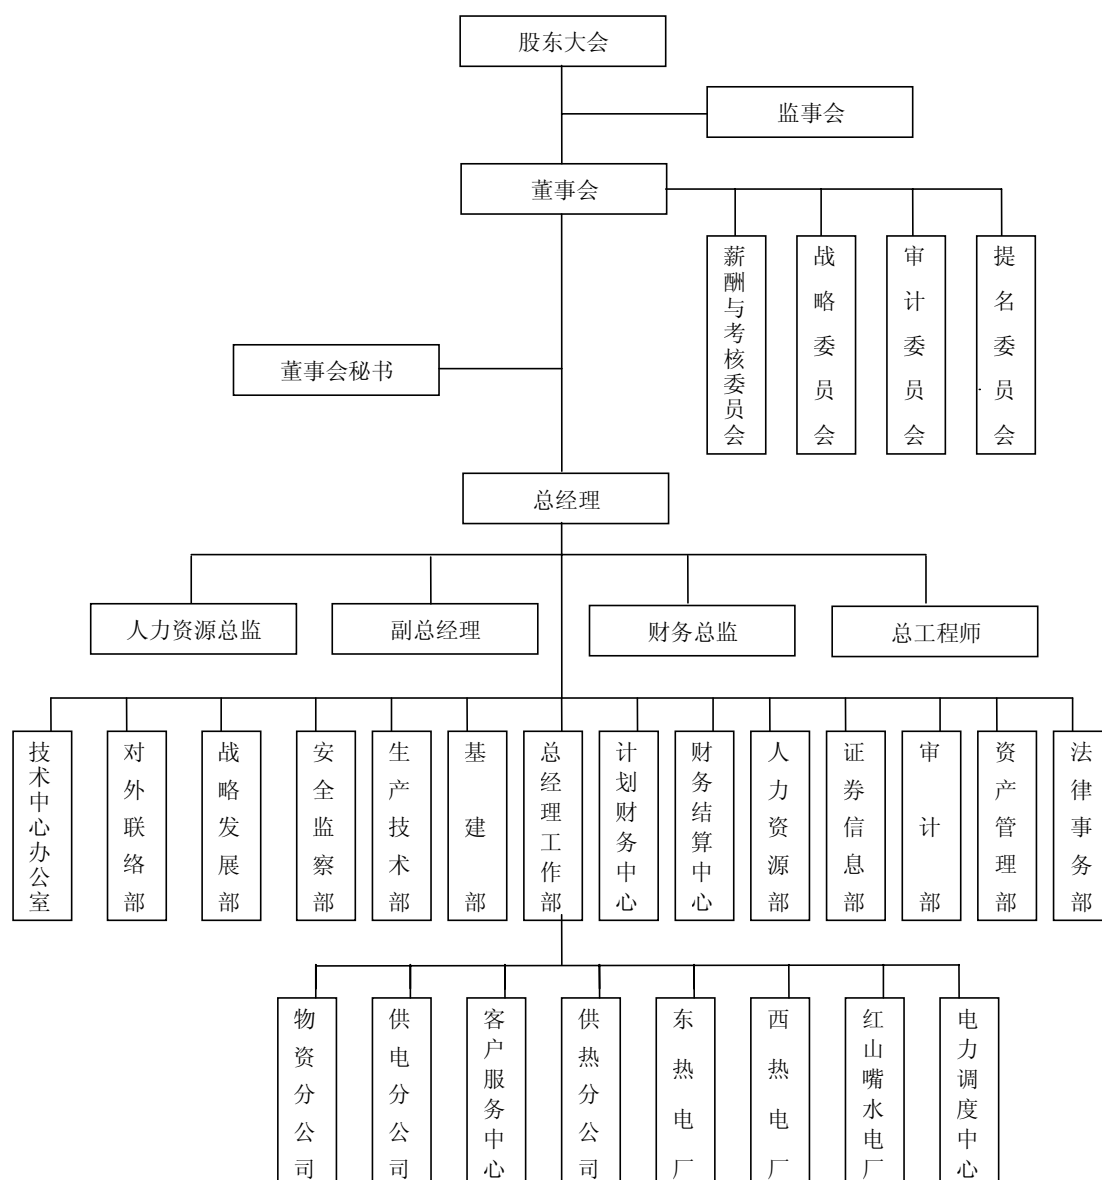 股东大会
监事会
董事会
薪酬与考核委员会
战略委员会
审计委员会
提名委员会
董事会秘书
总经理
人力资源总监
副总经理
财务总监
总工程师
技术中心办公室
对外联络部
战略发展部
安全监察部
生产技术部
基建部
总经理工作部
计划财务中心
财务结算中心
人力资源部
证券信息部
审计部
资产管理部
法律事务部
物资分公司
供电分公司
客户服务中心
供热分公司
东热电厂
西热电厂
红山嘴水电厂
电力调度中心